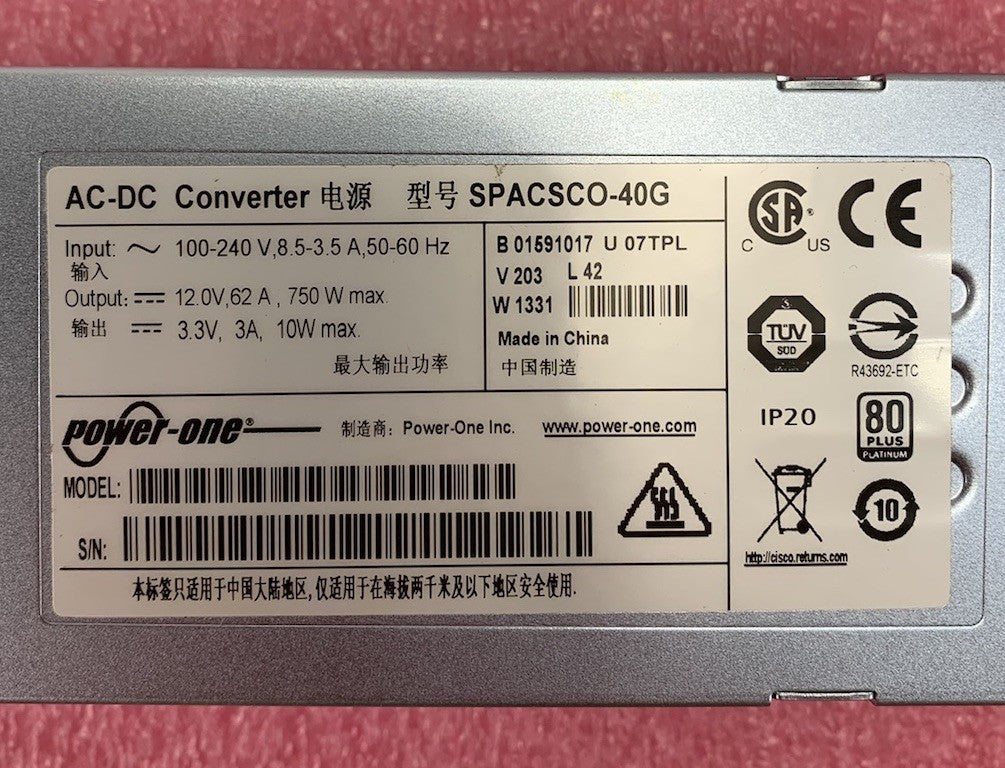 AC-DC Converter 电源 型号 SPACSCO-40G
Input: ～ 100-240 V,8.5-3.5 A,50-60 Hz
输入
Output: 12.0V,62 A , 750 W max.
输出 3.3V, 3A, 10W max.
最大输出功率
B 01591017 U 07TPL
V 203 L 42
W 1331
Made in China
中国制造
power-one® 制造商: Power-One Inc. www.power-one.com
MODEL:
S/N:
本标签只适用于中国大陆地区,仅适用于在海拔两千米及以下地区安全使用.
SA®
C US
CE
TÜV
SÜD
R43692-ETC
IP20
80
PLUS
PLATINUM
10
http://cisco.returns.com